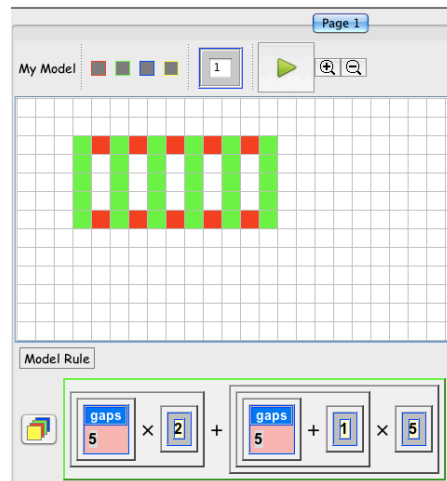 Page 1
My Model 1
Model Rule
gaps gaps
5 × 2 + 5 + 1 × 5